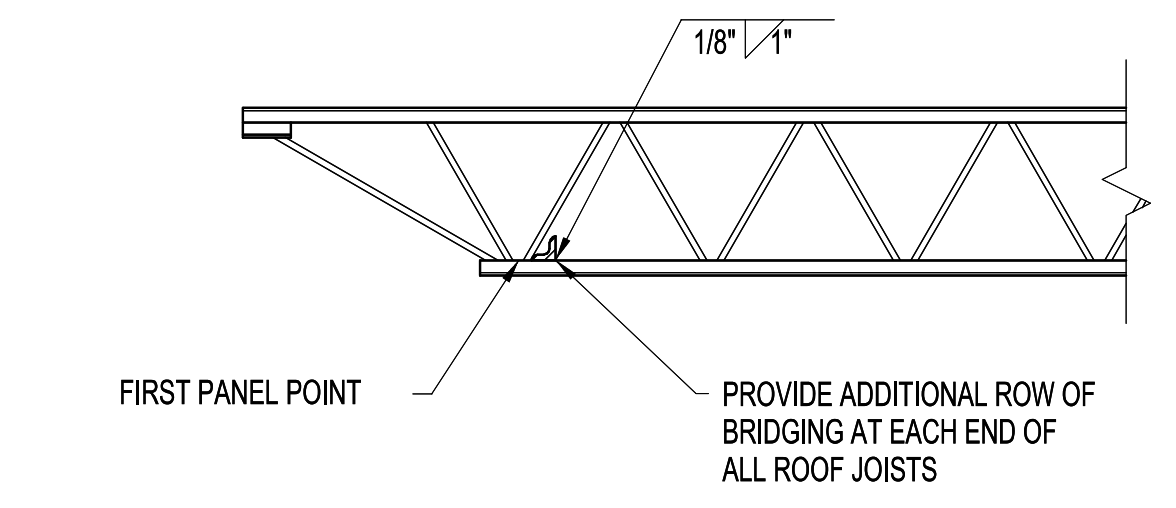 1/8" 1"
FIRST PANEL POINT
PROVIDE ADDITIONAL ROW OF
BRIDGING AT EACH END OF
ALL ROOF JOISTS